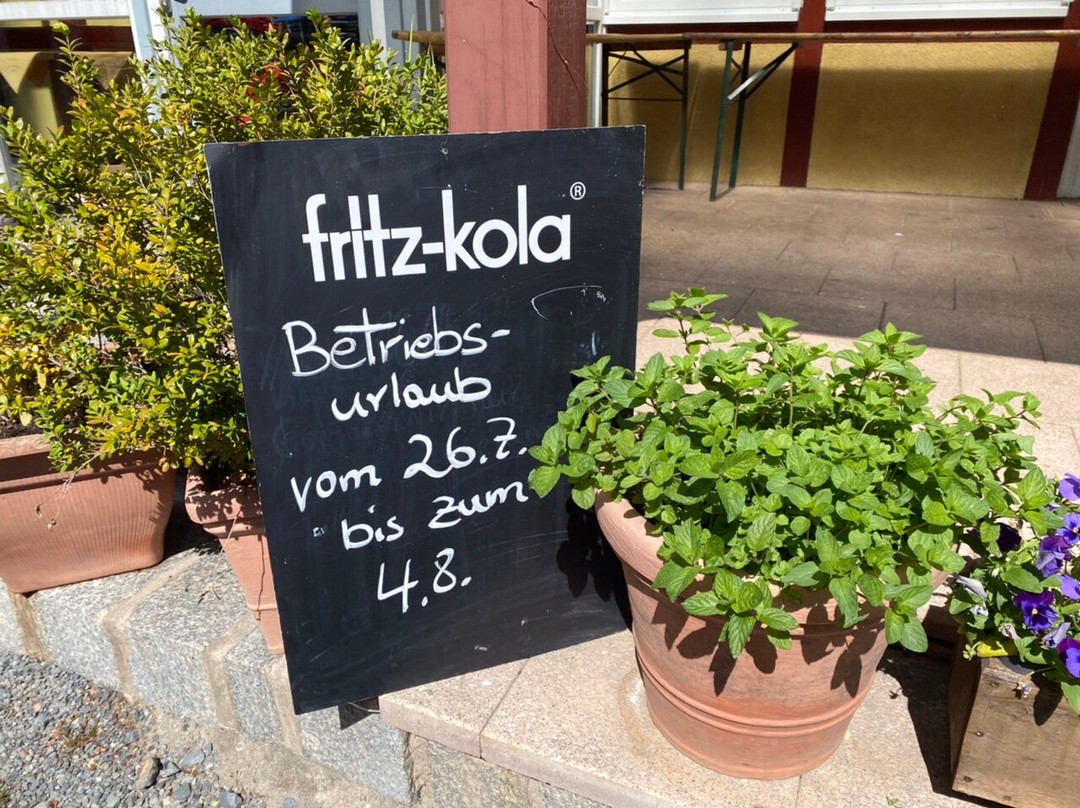 fritz-kola®
Betriebs-
urlaub
vom 26.7.
bis zum
4.8.